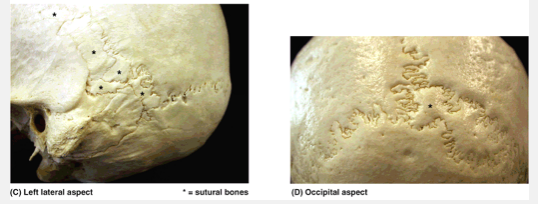 (C) Left lateral aspect
* = sutural bones
(D) Occipital aspect